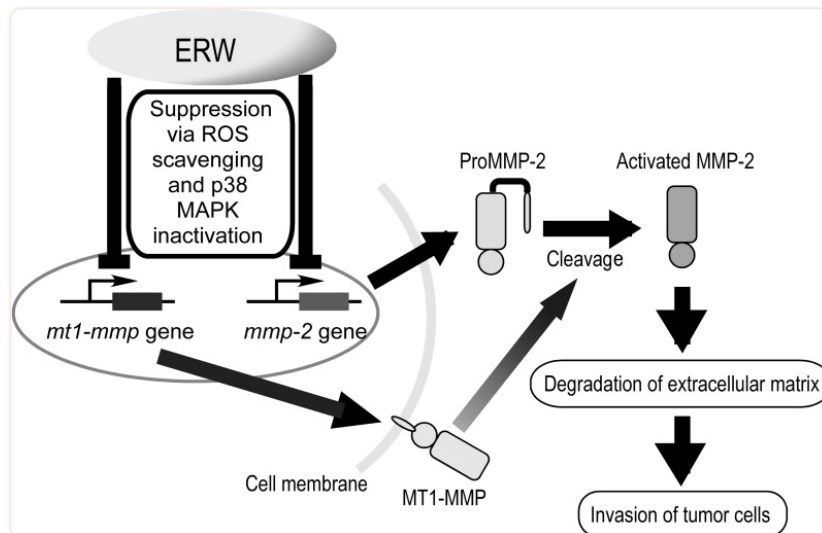 ERW
Suppression
via ROS
scavenging
and p38
MAPK
inactivation
mt1-mmp gene
mmp-2 gene
ProMMP-2
Activated MMP-2
Cleavage
Degradation of extracellular matrix
Cell membrane
MT1-MMP
Invasion of tumor cells